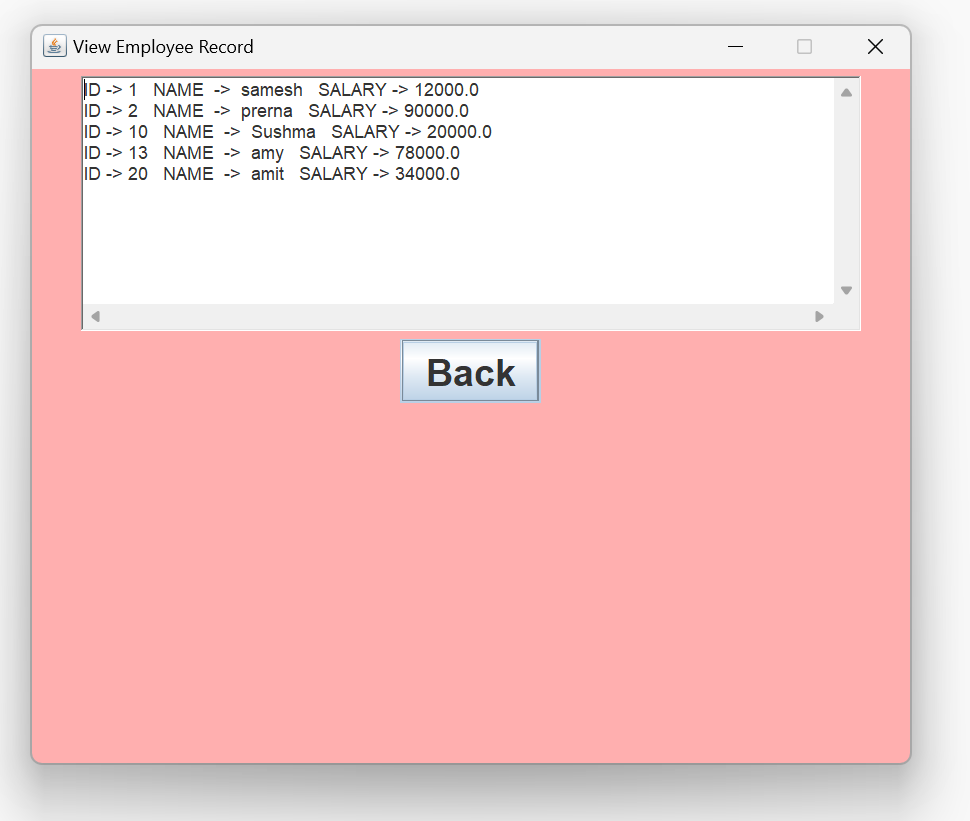 View Employee Record
ID -> 1   NAME  ->  samesh   SALARY -> 12000.0
ID -> 2   NAME  ->  prerna   SALARY -> 90000.0
ID -> 10   NAME  ->  Sushma   SALARY -> 20000.0
ID -> 13   NAME  ->  amy   SALARY -> 78000.0
ID -> 20   NAME  ->  amit   SALARY -> 34000.0
Back